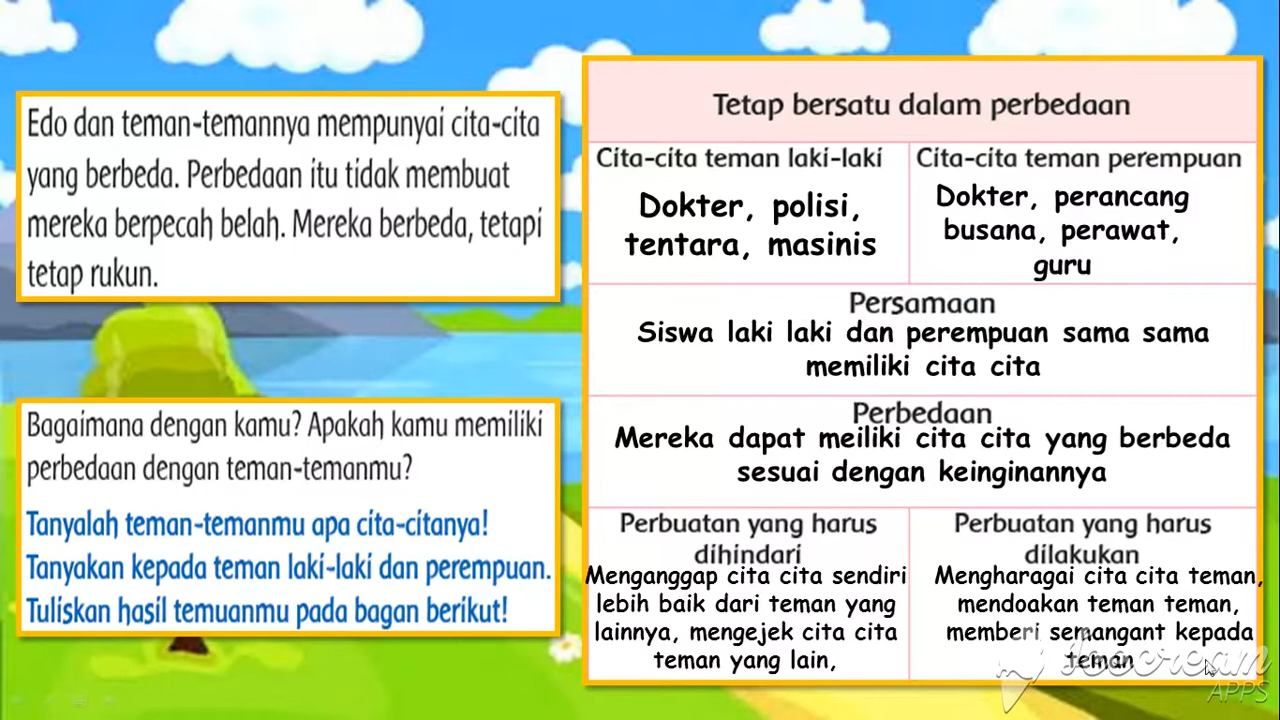 Edo dan teman-temannya mempunyai cita-cita
yang berbeda. Perbedaan itu tidak membuat
mereka berpecah belah. Mereka berbeda, tetapi
tetap rukun.
Bagaimana dengan kamu? Apakah kamu memiliki
perbedaan dengan teman-temanmu?
Tanyalah teman-temanmu apa cita-citanya!
Tanyakan kepada teman laki-laki dan perempuan.
Tuliskan hasil temuanmu pada bagan berikut!
Tetap bersatu dalam perbedaan
Cita-cita teman laki-laki
Dokter, polisi,
tentara, masinis
Cita-cita teman perempuan
Dokter, perancang
busana, perawat,
guru
Persamaan
Siswa laki laki dan perempuan sama sama
memiliki cita cita
Perbedaan
Mereka dapat meiliki cita cita yang berbeda
sesuai dengan keinginannya
Perbuatan yang harus
dihindari
Menganggap cita cita sendiri
lebih baik dari teman yang
lainnya, mengejek cita cita
teman yang lain,
Perbuatan yang harus
dilakukan
Mengharagai cita cita teman,
mendoakan teman teman,
memberi semangant kepada
teman
Icecream
APPS